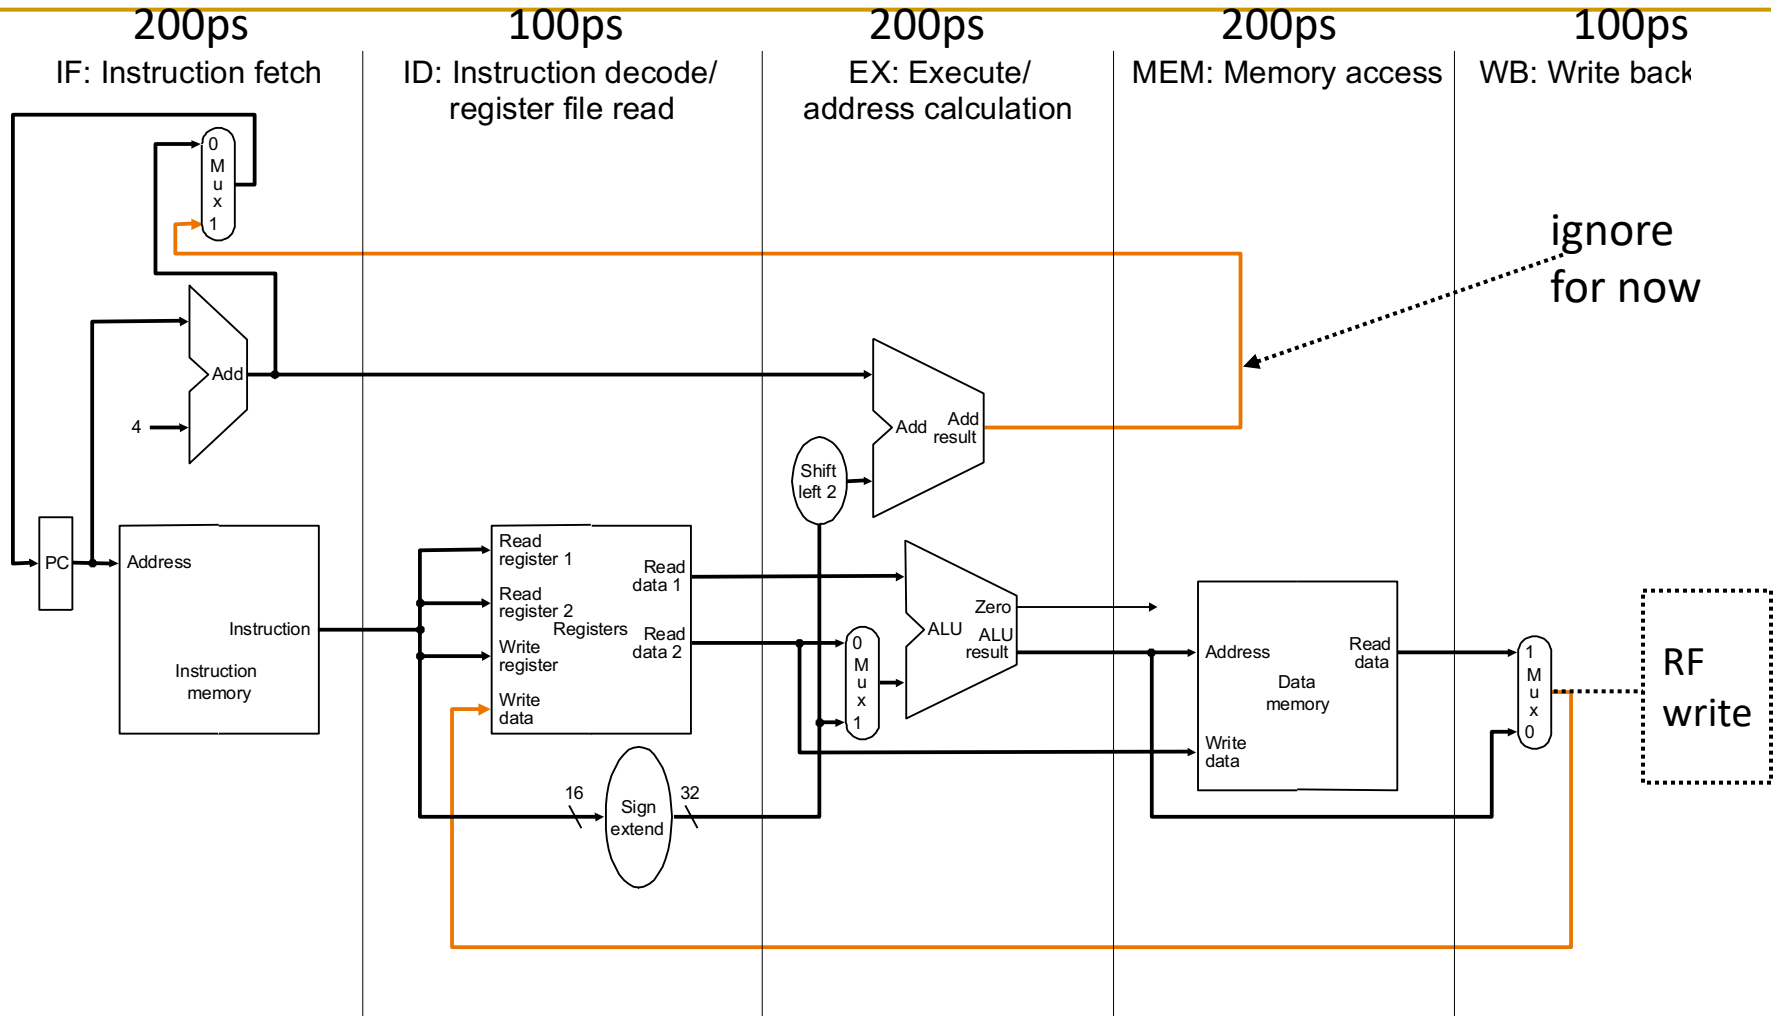 200ps
100ps
200ps
200ps
100ps
IF: Instruction fetch
ID: Instruction decode/
register file read
EX: Execute/
address calculation
MEM: Memory access
WB: Write back
0
M
u
x
1
ignore
for now
Add
4
Add
Add
result
Shift
left 2
PC
Address
Instruction
Instruction
memory
Read
register 1
Read
register 2
Write
register
Write
data
Registers
Read
data 1
Read
data 2
16
Sign
extend
32
0
M
u
x
1
Zero
ALU
ALU
result
Address
Read
data
Data
memory
Write
data
1
M
u
x
0
RF
write